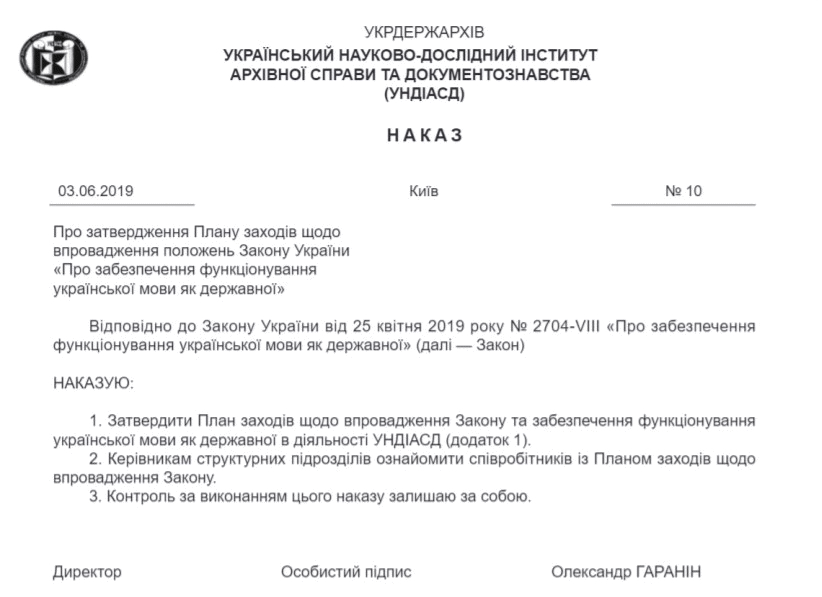 УКРДЕРЖАРХІВ
УКРАЇНСЬКИЙ НАУКОВО-ДОСЛІДНИЙ ІНСТИТУТ
АРХІВНОЇ СПРАВИ ТА ДОКУМЕНТОЗНАВСТВА
(УНДІАСД)
НАКАЗ
03.06.2019 Київ № 10
Про затвердження Плану заходів щодо
впровадження положень Закону України
«Про забезпечення функціонування
української мови як державної»
Відповідно до Закону України від 25 квітня 2019 року № 2704-VIII «Про забезпечення
функціонування української мови як державної» (далі — Закон)
НАКАЗУЮ:
1. Затвердити План заходів щодо впровадження Закону та забезпечення функціонування
української мови як державної в діяльності УНДІАСД (додаток 1).
2. Керівникам структурних підрозділів ознайомити співробітників із Планом заходів щодо
впровадження Закону.
3. Контроль за виконанням цього наказу залишаю за собою.
Директор Особистий підпис Олександр ГАРАНІН